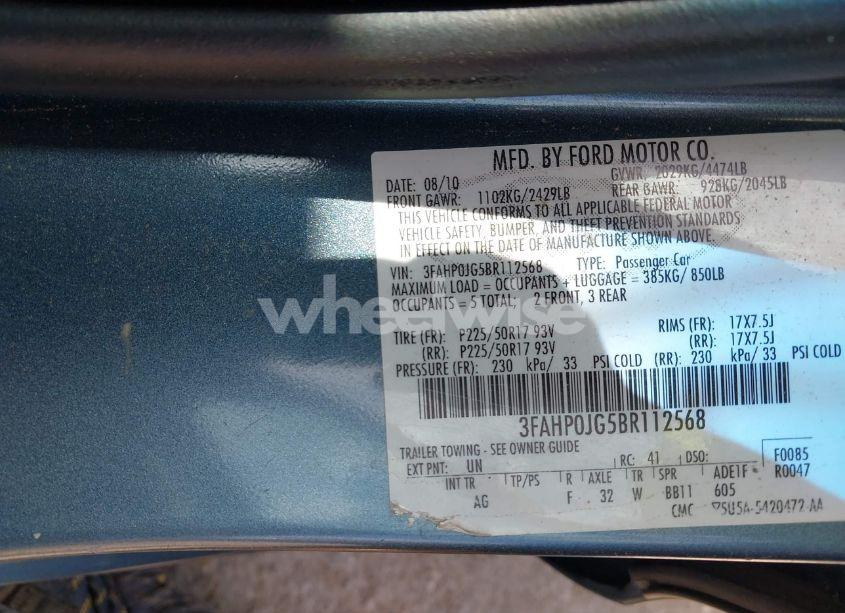 MFD. BY FORD MOTOR CO.
DATE: 08/10 GVWR: 2029KG/4474LB
FRONT GAWR: 1102KG/2429LB REAR GAWR: 928KG/2045LB
THIS VEHICLE CONFORMS TO ALL APPLICABLE FEDERAL MOTOR
VEHICLE SAFETY, BUMPER, AND THEFT PREVENTION STANDARDS
IN EFFECT ON THE DATE OF MANUFACTURE SHOWN ABOVE.
VIN: 3FAHP0JG5BR112568 TYPE: Passenger Car
MAXIMUM LOAD = OCCUPANTS + LUGGAGE = 385KG/ 850LB
OCCUPANTS = 5 TOTAL; 2 FRONT, 3 REAR
wheelwise
TIRE (FR): P225/50R17 93V RIMS (FR): 17X7.5J
(RR): P225/50R17 93V (RR): 17X7.5J
PRESSURE (FR): 230 kPa/ 33 PSI COLD (RR): 230 kPa/ 33 PSI COLD
3FAHP0JG5BR112568
TRAILER TOWING - SEE OWNER GUIDE F0085
EXT PNT: UN RC: 41 DSO: R0047
INT TR TP/PS R AXLE TR SPR ADE1F
AG F 32 W BB11 605
CMC 5U5A-5420472-AA